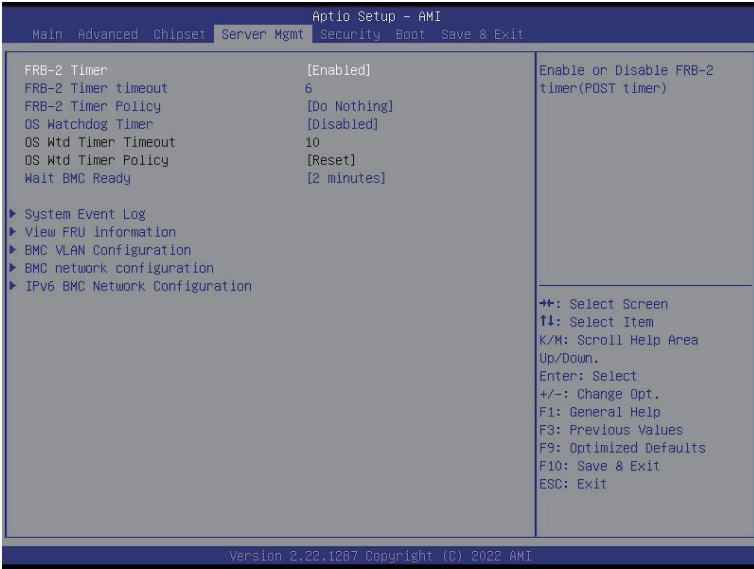 Aptio Setup – AMI
Main Advanced Chipset Server Mgmt Security Boot Save & Exit
FRB-2 Timer [Enabled]
FRB-2 Timer timeout 6
FRB-2 Timer Policy [Do Nothing]
OS Watchdog Timer [Disabled]
OS Wtd Timer Timeout 10
OS Wtd Timer Policy [Reset]
Wait BMC Ready [2 minutes]
▶ System Event Log
▶ View FRU information
▶ BMC VLAN Configuration
▶ BMC network configuration
▶ IPv6 BMC Network Configuration
Enable or Disable FRB-2
timer(POST timer)
→←: Select Screen
↑↓: Select Item
K/M: Scroll Help Area
Up/Down.
Enter: Select
+/-: Change Opt.
F1: General Help
F3: Previous Values
F9: Optimized Defaults
F10: Save & Exit
ESC: Exit
Version 2.22.1287 Copyright (C) 2022 AMI